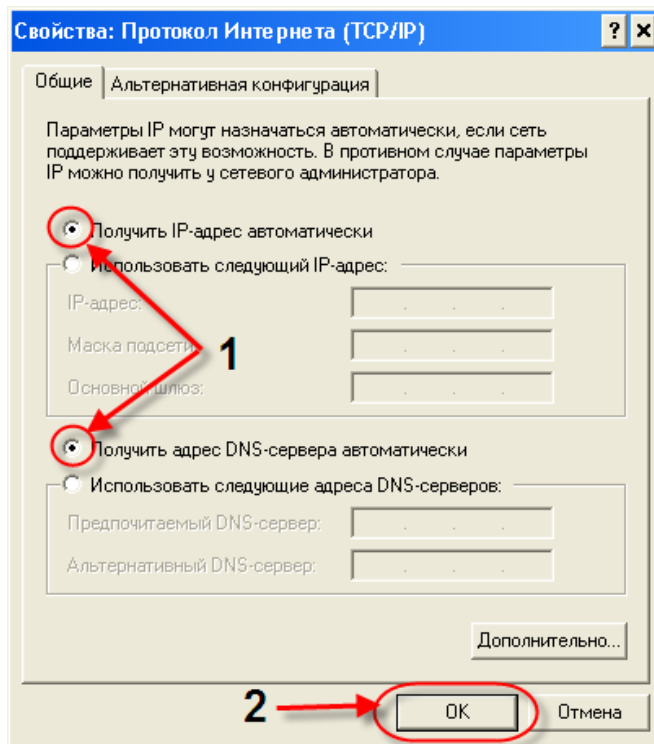 Свойства: Протокол Интернета (TCP/IP)
? ×
Общие Альтернативная конфигурация
Параметры IP могут назначаться автоматически, если сеть
поддерживает эту возможность. В противном случае параметры
IP можно получить у сетевого администратора.
Получить IP-адрес автоматически
Использовать следующий IP-адрес:
IP-адрес:
Маска подсети:
1
Основной шлюз:
Получить адрес DNS-сервера автоматически
Использовать следующие адреса DNS-серверов:
Предпочитаемый DNS-сервер:
Альтернативный DNS-сервер:
Дополнительно...
2 OK Отмена